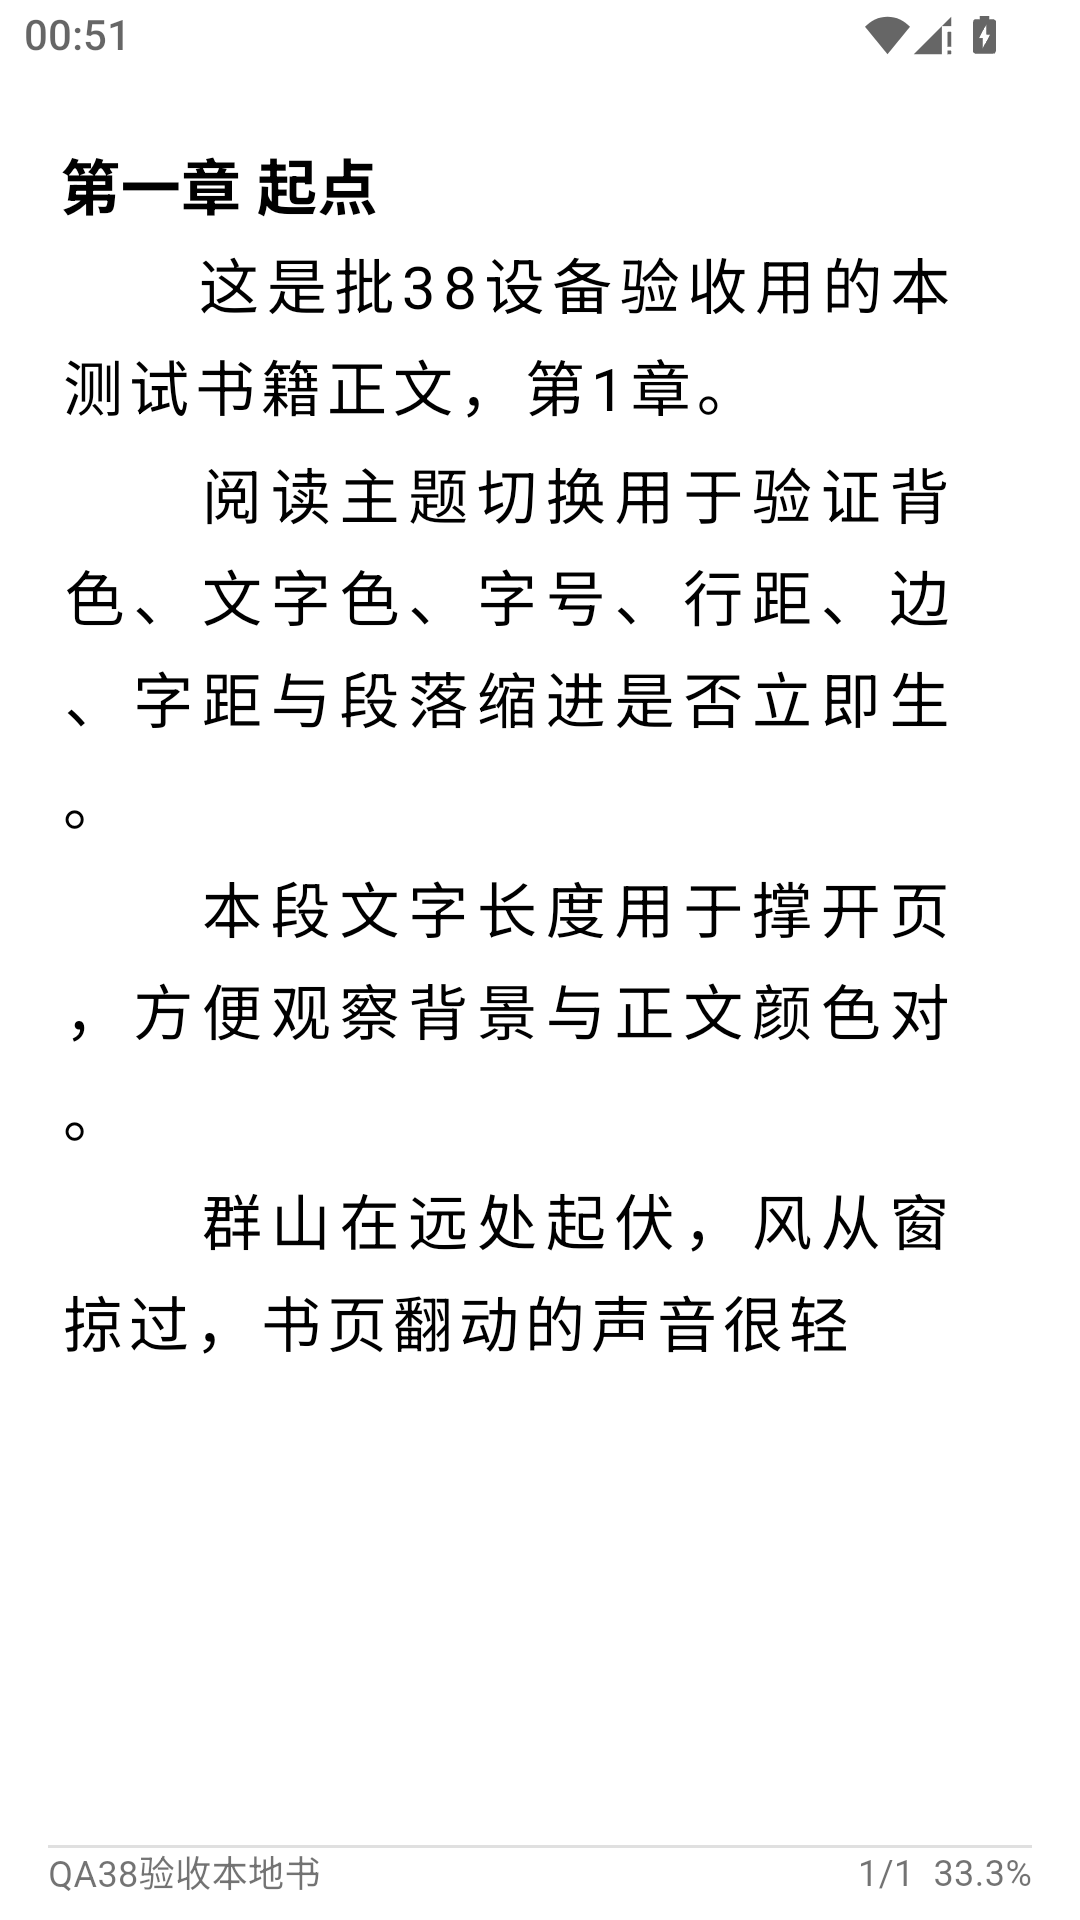 00:51
第一章 起点
这是批38设备验收用的本
测试书籍正文，第1章。
阅读主题切换用于验证背
色、文字色、字号、行距、边
、字距与段落缩进是否立即生
。
本段文字长度用于撑开页
，方便观察背景与正文颜色对
。
群山在远处起伏，风从窗
掠过，书页翻动的声音很轻
QA38验收本地书 1/1 33.3%